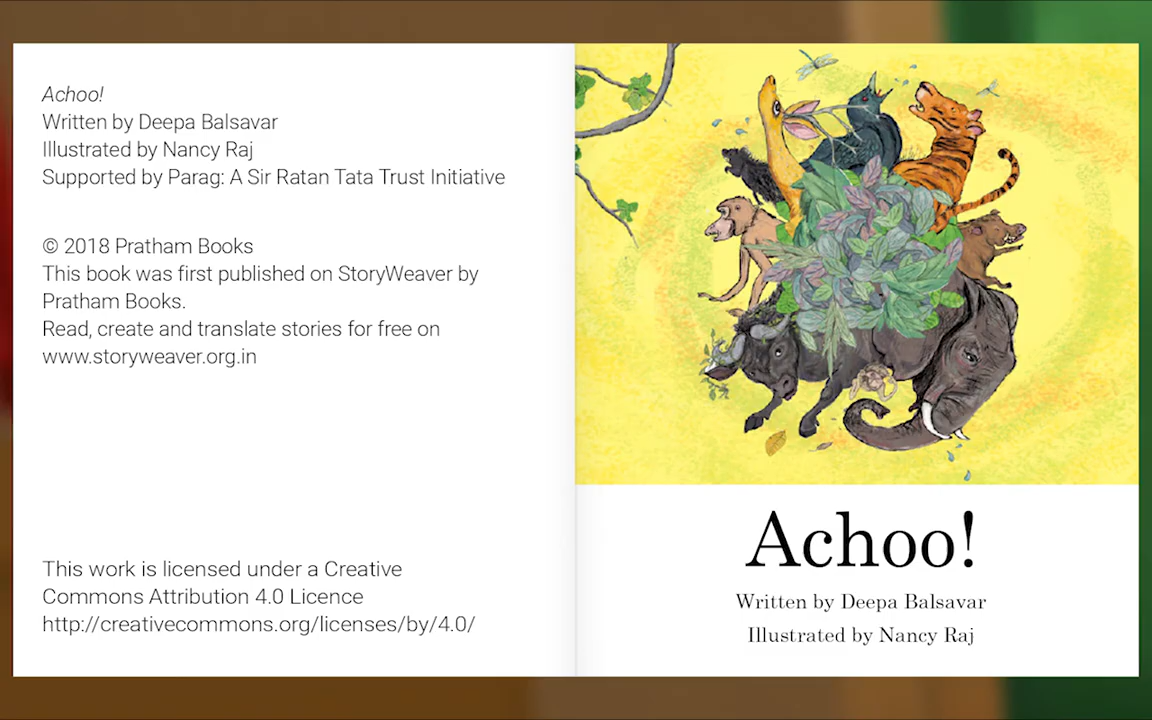 Achoo!
Written by Deepa Balsavar
Illustrated by Nancy Raj
Supported by Parag: A Sir Ratan Tata Trust Initiative
© 2018 Pratham Books
This book was first published on StoryWeaver by
Pratham Books.
Read, create and translate stories for free on
www.storyweaver.org.in
This work is licensed under a Creative
Commons Attribution 4.0 Licence
http://creativecommons.org/licenses/by/4.0/
Achoo!
Written by Deepa Balsavar
Illustrated by Nancy Raj